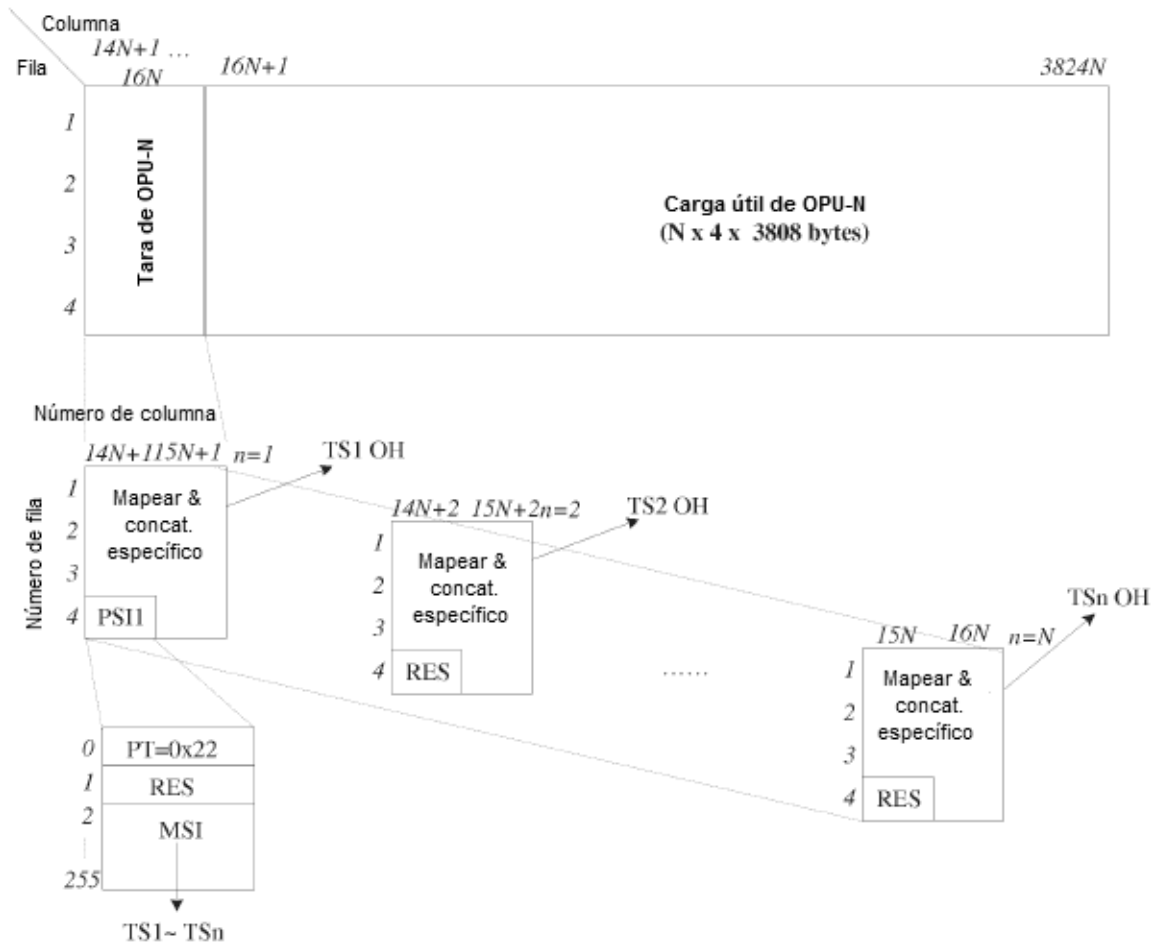 Columna
14N+1 ...
Fila
16N
16N+1
3824N
1
2
3
4
Tara de OPU-N
Carga útil de OPU-N
(N x 4 x 3808 bytes)
Número de columna
14N+115N+1 n=1
TS1 OH
Número de fila
1
2
3
4
Mapear &
concat.
específico
PSI1
14N+2 15N+2n=2
TS2 OH
1
2
3
4
Mapear &
concat.
específico
RES
......
15N 16N n=N
TSn OH
1
2
3
4
Mapear &
concat.
específico
RES
0 PT=0x22
1 RES
2 MSI
255
TS1~ TSn